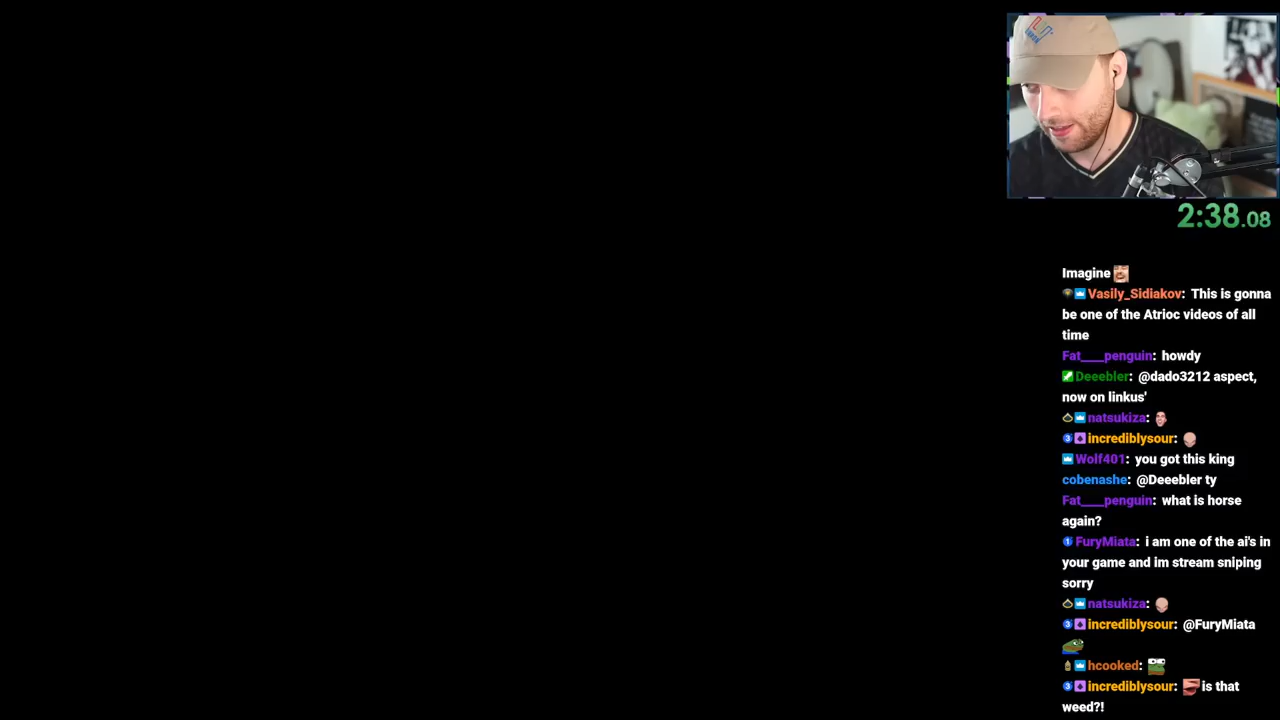 2:38.08
Imagine
Vasily_Sidiakov: This is gonna
be one of the Atrioc videos of all
time
Fat____penguin: howdy
Deeebler: @dado3212 aspect,
now on linkus'
natsukiza:
incrediblysour:
Wolf401: you got this king
cobenashe: @Deeebler ty
Fat____penguin: what is horse
again?
FuryMiata: i am one of the ai's in
your game and im stream sniping
sorry
natsukiza:
incrediblysour: @FuryMiata
hcooked:
incrediblysour: is that
weed?!